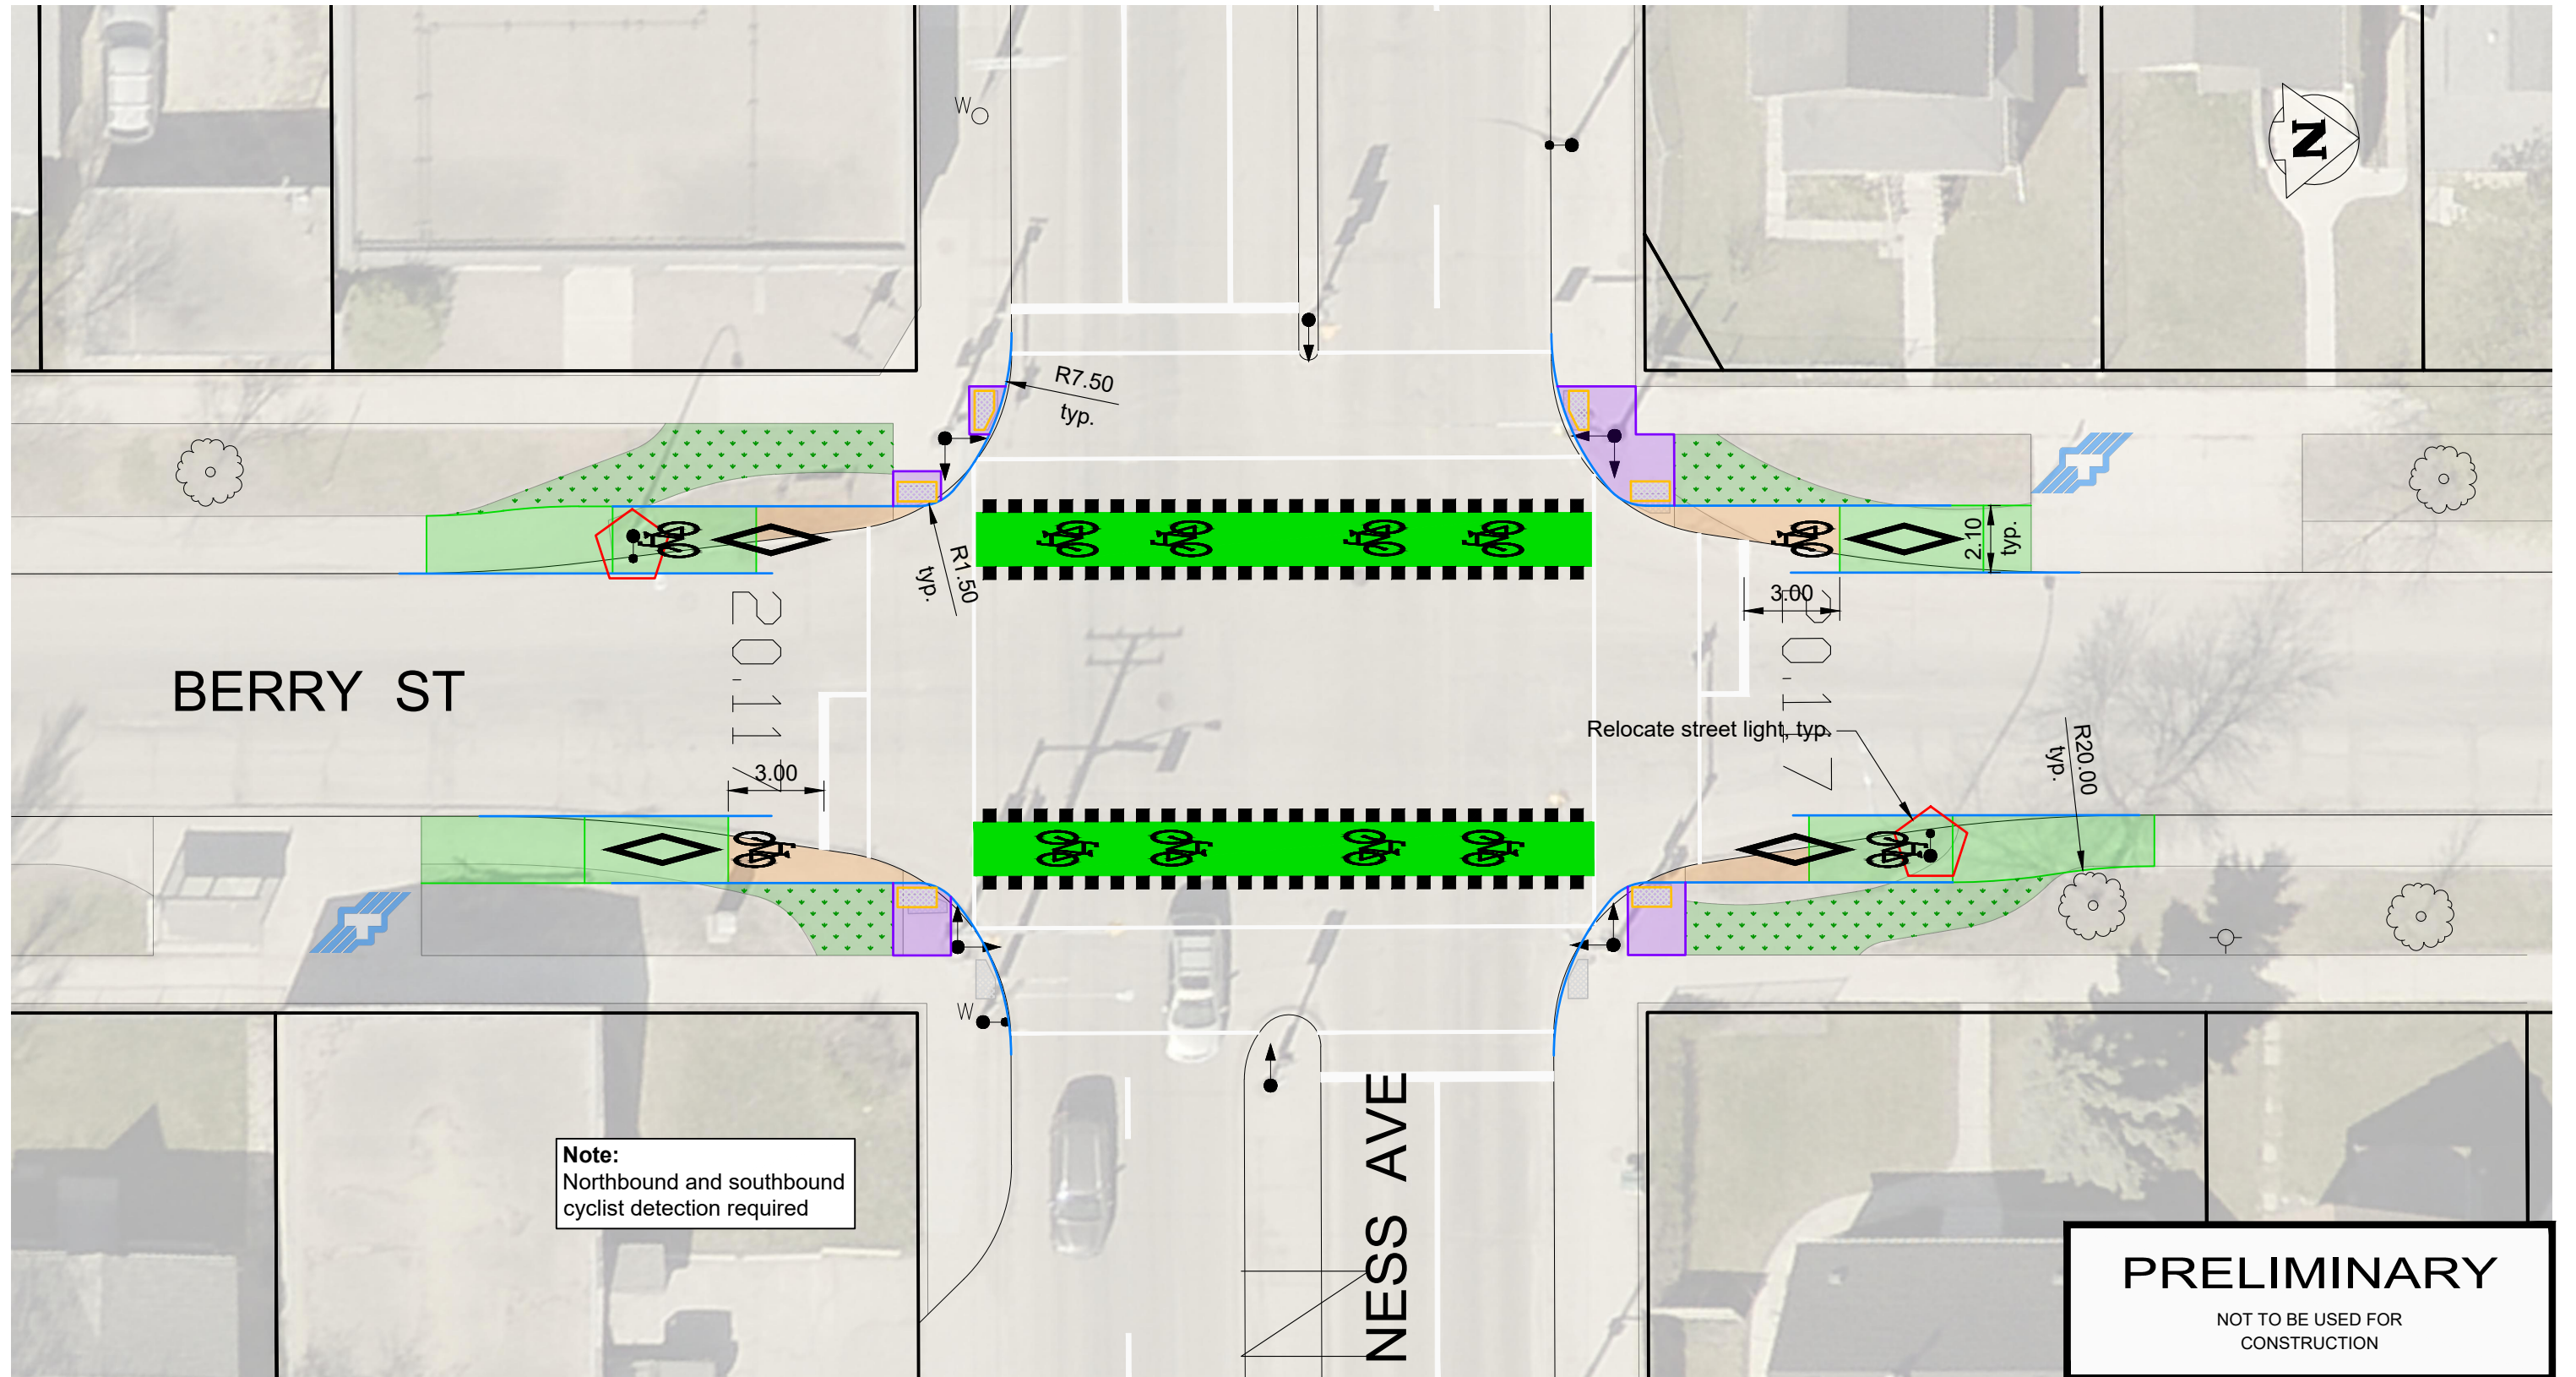 W
N
R7.50
typ.
R1.50
typ.
2.10
typ.
3.00
20.117
20.117
BERRY ST
Relocate street light, typ.
R20.00
typ.
3.00
W
NESS AVE
Note:
Northbound and southbound
cyclist detection required
PRELIMINARY
NOT TO BE USED FOR
CONSTRUCTION